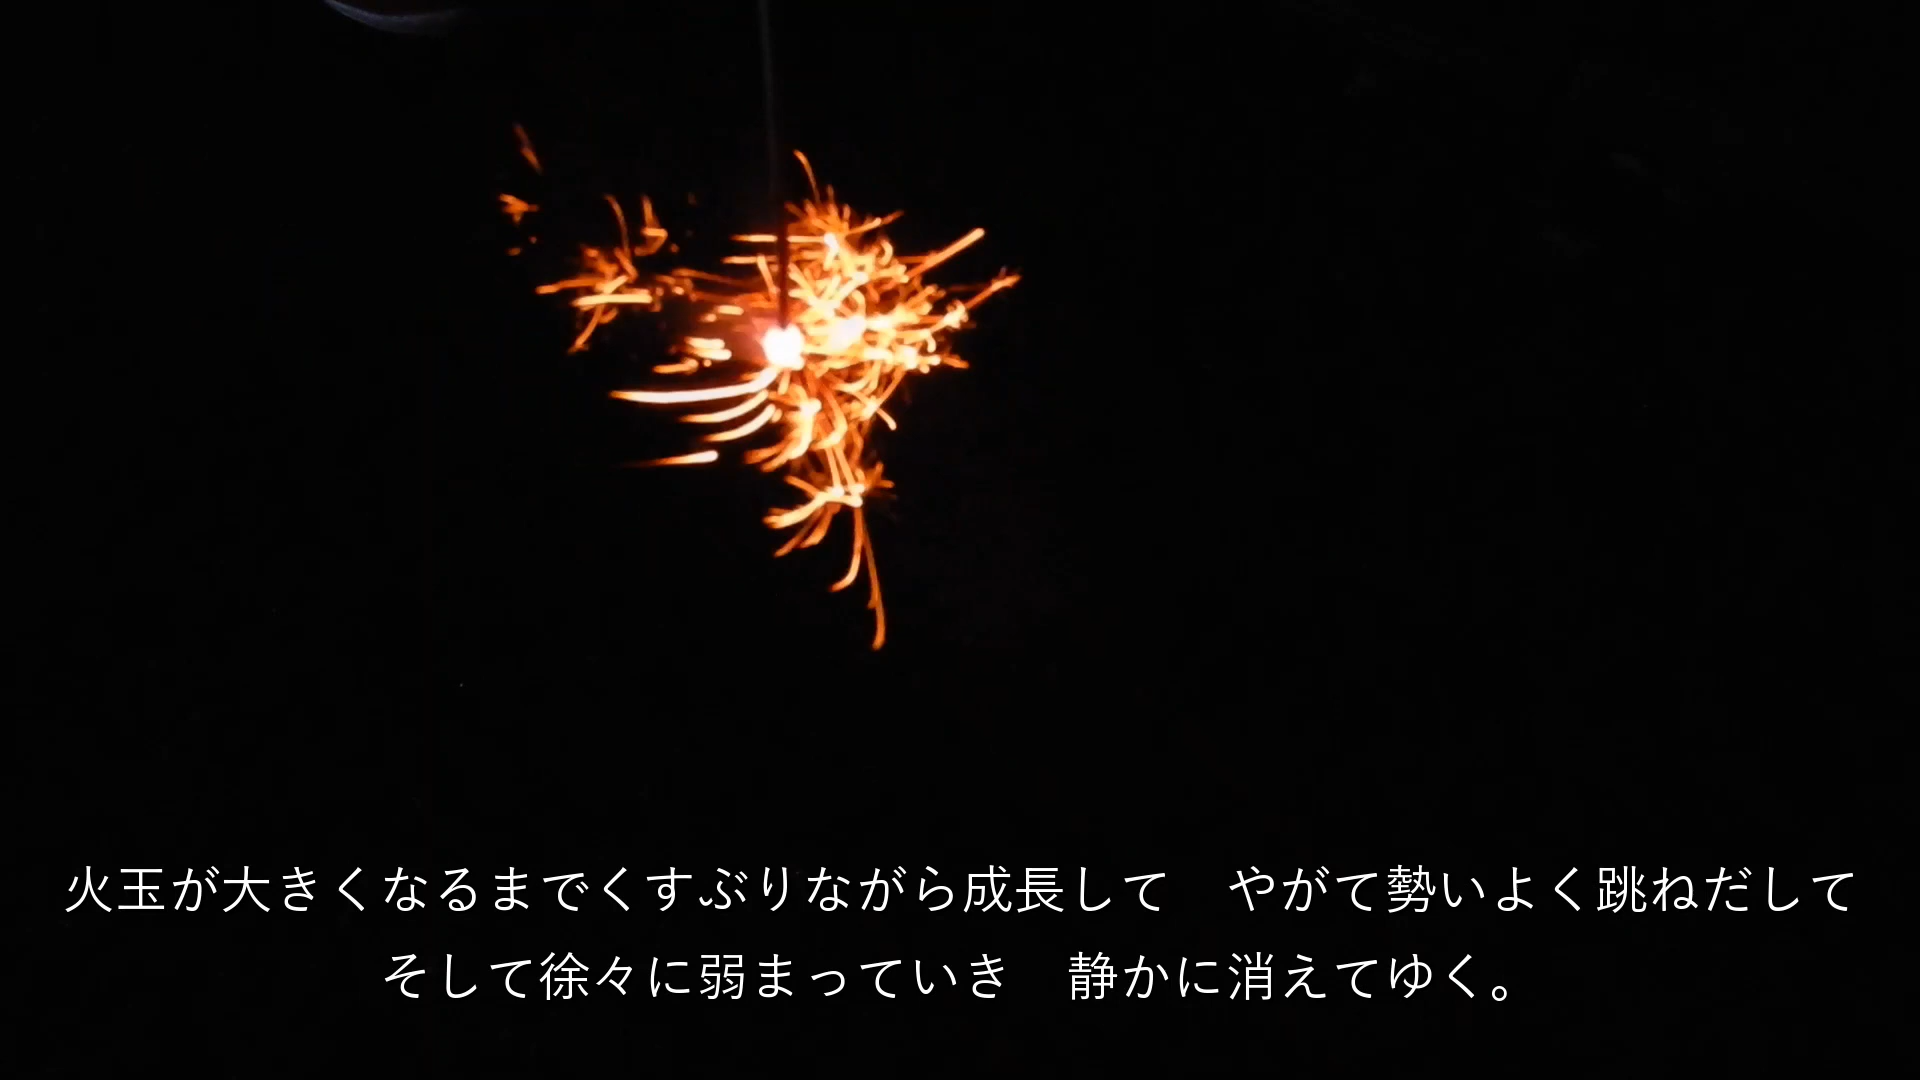 火玉が大きくなるまでくすぶりながら成長して　やがて勢いよく跳ねだして
そして徐々に弱まっていき　静かに消えてゆく。